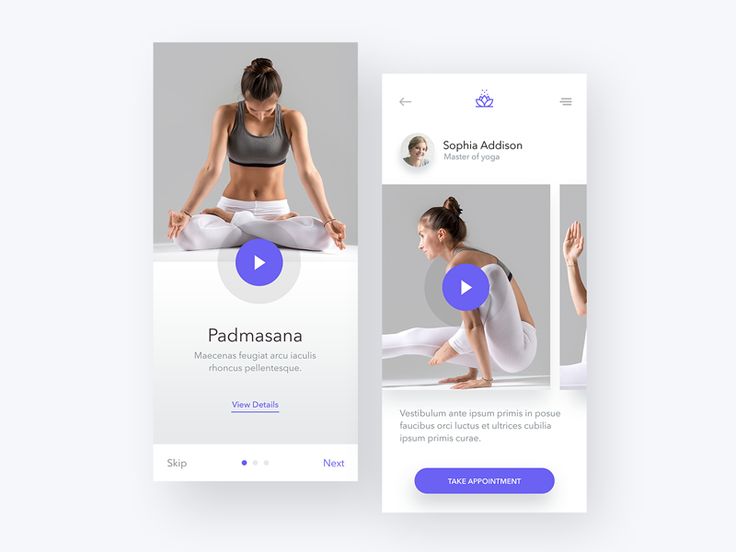 Padmasana
Maecenas feugiat arcu iaculis
rhoncus pellentesque.
View Details
Skip
Next
Sophia Addison
Master of yoga
Vestibulum ante ipsum primis in posue
faucibus orci luctus et ultrices cubilia
ipsum primis curae.
TAKE APPOINTMENT